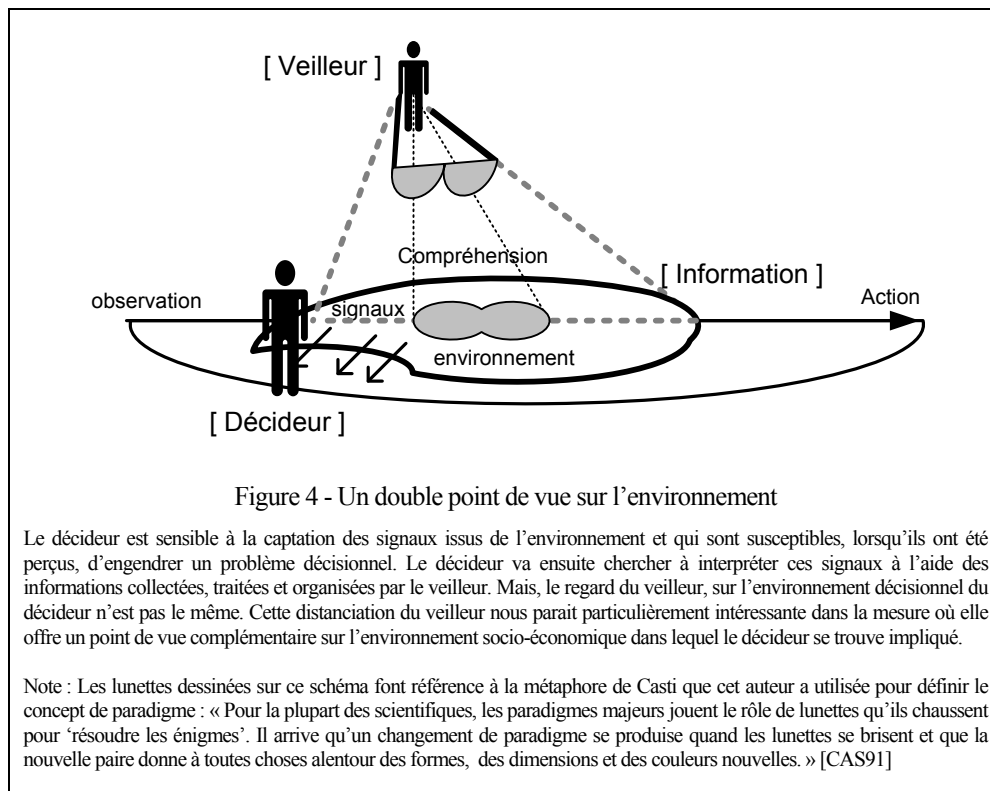 [ Veilleur ]
Compréhension
[ Information ]
observation
signaux
Action
environnement
[ Décideur ]
Figure 4 - Un double point de vue sur l’environnement
Le décideur est sensible à la captation des signaux issus de l’environnement et qui sont susceptibles, lorsqu’ils ont été
perçus, d’engendrer un problème décisionnel. Le décideur va ensuite chercher à interpréter ces signaux à l’aide des
informations collectées, traitées et organisées par le veilleur. Mais, le regard du veilleur, sur l’environnement décisionnel du
décideur n’est pas le même. Cette distanciation du veilleur nous parait particulièrement intéressante dans la mesure où elle
offre un point de vue complémentaire sur l’environnement socio-économique dans lequel le décideur se trouve impliqué.
Note : Les lunettes dessinées sur ce schéma font référence à la métaphore de Casti que cet auteur a utilisée pour définir le
concept de paradigme : « Pour la plupart des scientifiques, les paradigmes majeurs jouent le rôle de lunettes qu’ils chaussent
pour ‘résoudre les énigmes’. Il arrive qu’un changement de paradigme se produise quand les lunettes se brisent et que la
nouvelle paire donne à toutes choses alentour des formes, des dimensions et des couleurs nouvelles. » [CAS91]